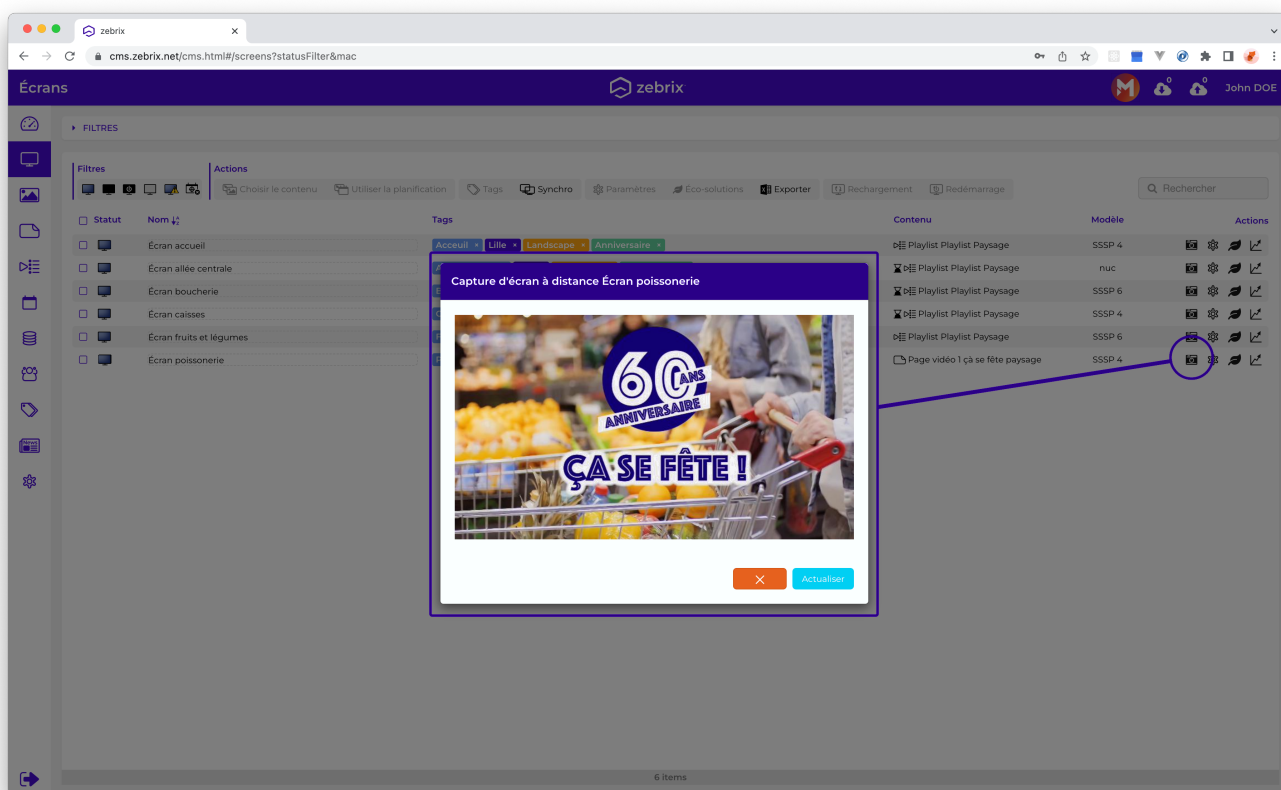 zebrix
cms.zebrix.net/cms.html#/screens?statusFilter&mac
Écrans
zebrix
0
0
John DOE
FILTRES
Filtres
Actions
Choisir le contenu
Utiliser la planification
Tags
Synchro
Paramètres
Éco-solutions
Exporter
Rechargement
Redémarrage
Rechercher
Statut
Nom
Tags
Contenu
Modèle
Actions
Écran accueil
Acceuil × Lille × Landscape × Anniversaire ×
Playlist Playlist Paysage
SSSP 4
Écran allée centrale
Playlist Playlist Paysage
nuc
Écran boucherie
Playlist Playlist Paysage
SSSP 6
Écran caisses
Playlist Playlist Paysage
SSSP 4
Écran fruits et légumes
Playlist Playlist Paysage
SSSP 6
Écran poissonerie
Page vidéo 1 çà se fête paysage
SSSP 4
Capture d'écran à distance Écran poissonerie
60
ANS
ANNIVERSAIRE
ÇA SE FÊTE !
Actualiser
6 items